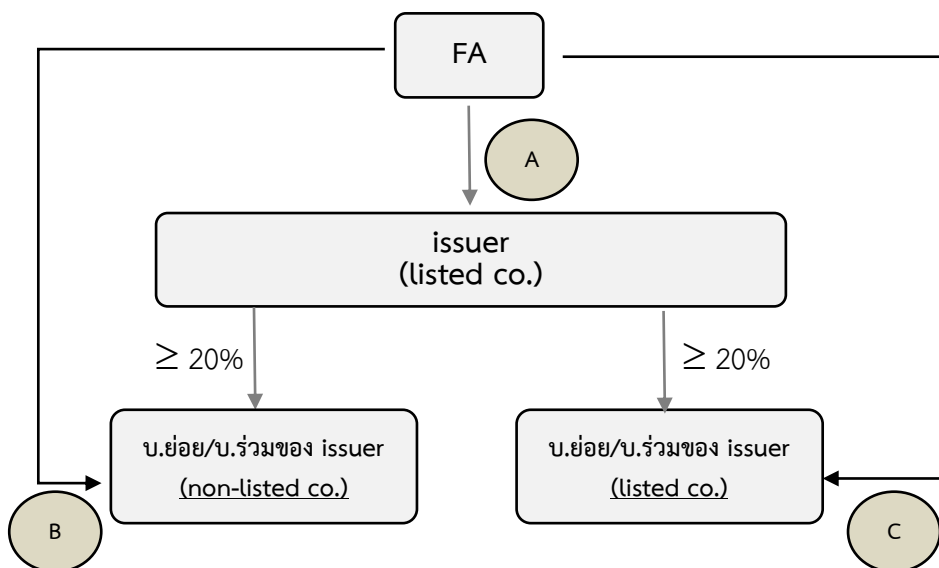 FA
A
issuer
(listed co.)
≥ 20%
≥ 20%
บ.ย่อย/บ.ร่วมของ issuer
(non-listed co.)
บ.ย่อย/บ.ร่วมของ issuer
(listed co.)
B
C